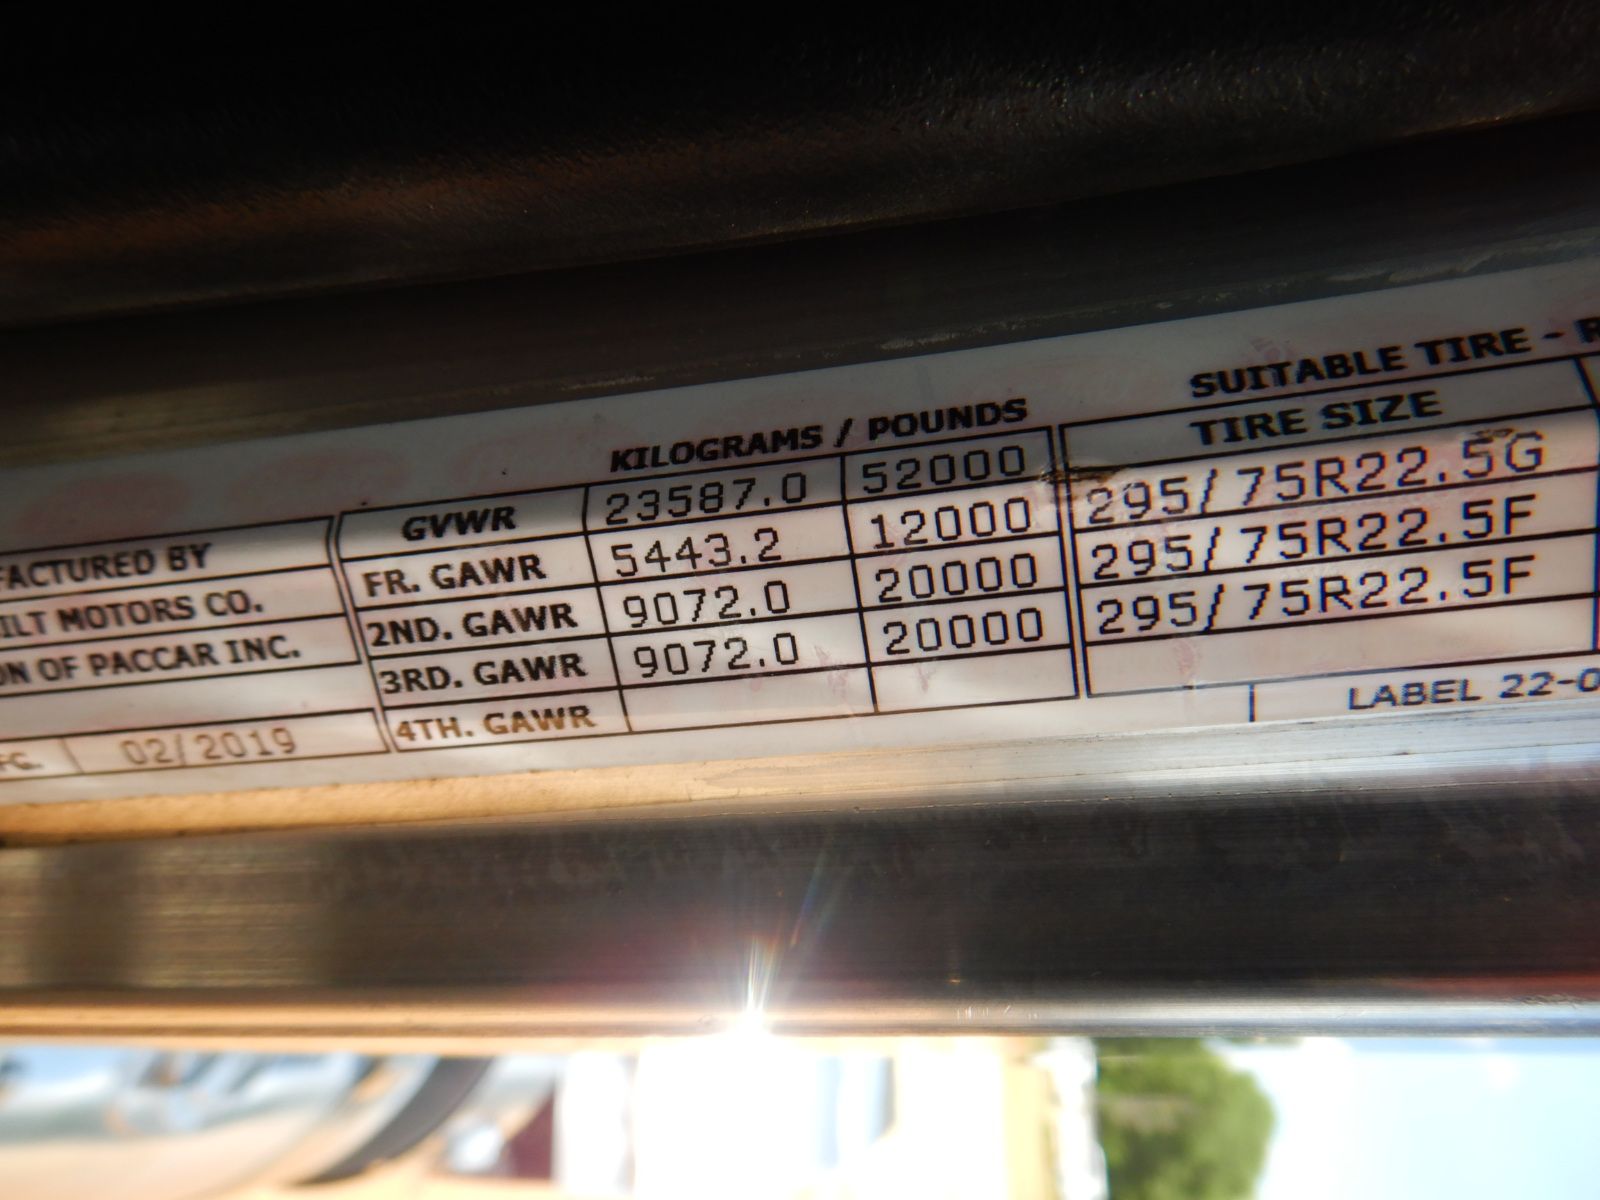 KILOGRAMS / POUNDS
SUITABLE TIRE -
GVWR 23587.0 52000
TIRE SIZE
FR. GAWR 5443.2 12000 295/75R22.5G
2ND. GAWR 9072.0 20000 295/75R22.5F
3RD. GAWR 9072.0 20000 295/75R22.5F
4TH. GAWR
FACTURED BY
ILT MOTORS CO.
ON OF PACCAR INC.
FG. 02/2019
LABEL 22-0